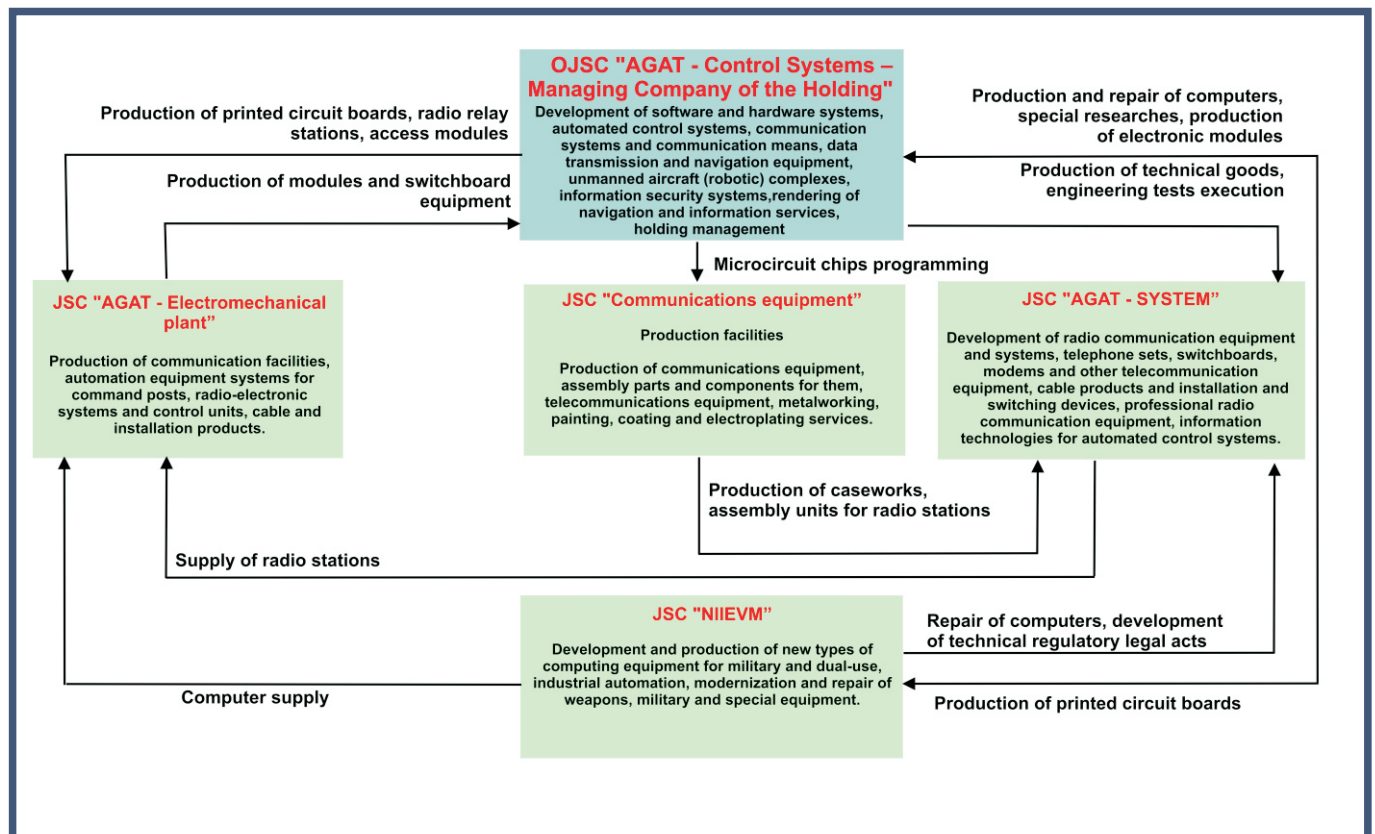 OJSC "AGAT - Control Systems –
Managing Company of the Holding"
Development of software and hardware systems,
automated control systems, communication
systems and communication means, data
transmission and navigation equipment,
unmanned aircraft (robotic) complexes,
information security systems,rendering of
navigation and information services,
holding management
Production of printed circuit boards, radio relay
stations, access modules
Production of modules and switchboard
equipment
Production and repair of computers,
special researches, production
of electronic modules
Production of technical goods,
engineering tests execution
Microcircuit chips programming
JSC "AGAT - Electromechanical
plant”
Production of communication facilities,
automation equipment systems for
command posts, radio-electronic
systems and control units, cable and
installation products.
JSC "Communications equipment”
Production facilities
Production of communications equipment,
assembly parts and components for them,
telecommunications equipment, metalworking,
painting, coating and electroplating services.
JSC "AGAT - SYSTEM”
Development of radio communication equipment
and systems, telephone sets, switchboards,
modems and other telecommunication
equipment, cable products and installation and
switching devices, professional radio
communication equipment, information
technologies for automated control systems.
Production of caseworks,
assembly units for radio stations
Supply of radio stations
JSC "NIIEVM”
Development and production of new types of
computing equipment for military and dual-use,
industrial automation, modernization and repair of
weapons, military and special equipment.
Repair of computers, development
of technical regulatory legal acts
Computer supply
Production of printed circuit boards